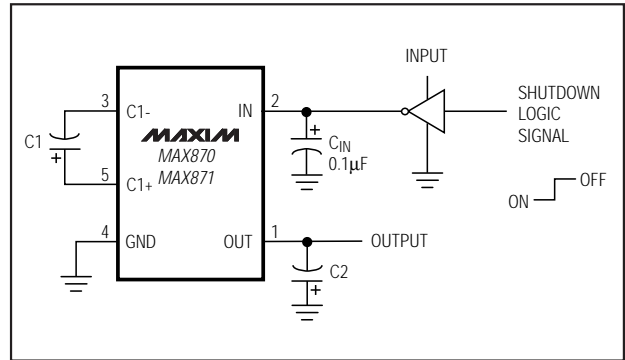 INPUT
SHUTDOWN
LOGIC
SIGNAL
ON
OFF
3
C1-
IN
2
C1
+
MAXIM
MAX870
MAX871
+
CIN
0.1µF
5
C1+
4
GND
OUT
1
OUTPUT
C2
+